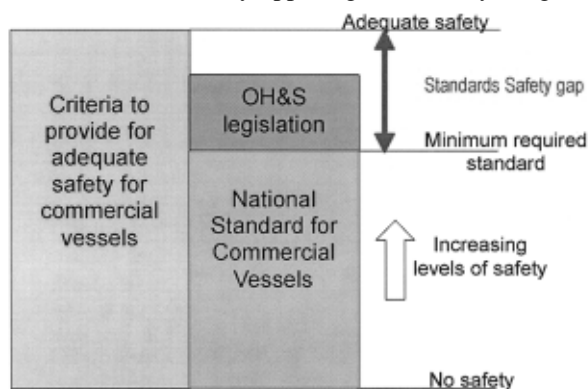 Adequate safety
Criteria to
provide for
adequate
safety for
commercial
vessels
OH&S
legislation
National
Standard for
Commercial
Vessels
Standards Safety gap
Minimum required
standard
Increasing
levels of safety
No safety